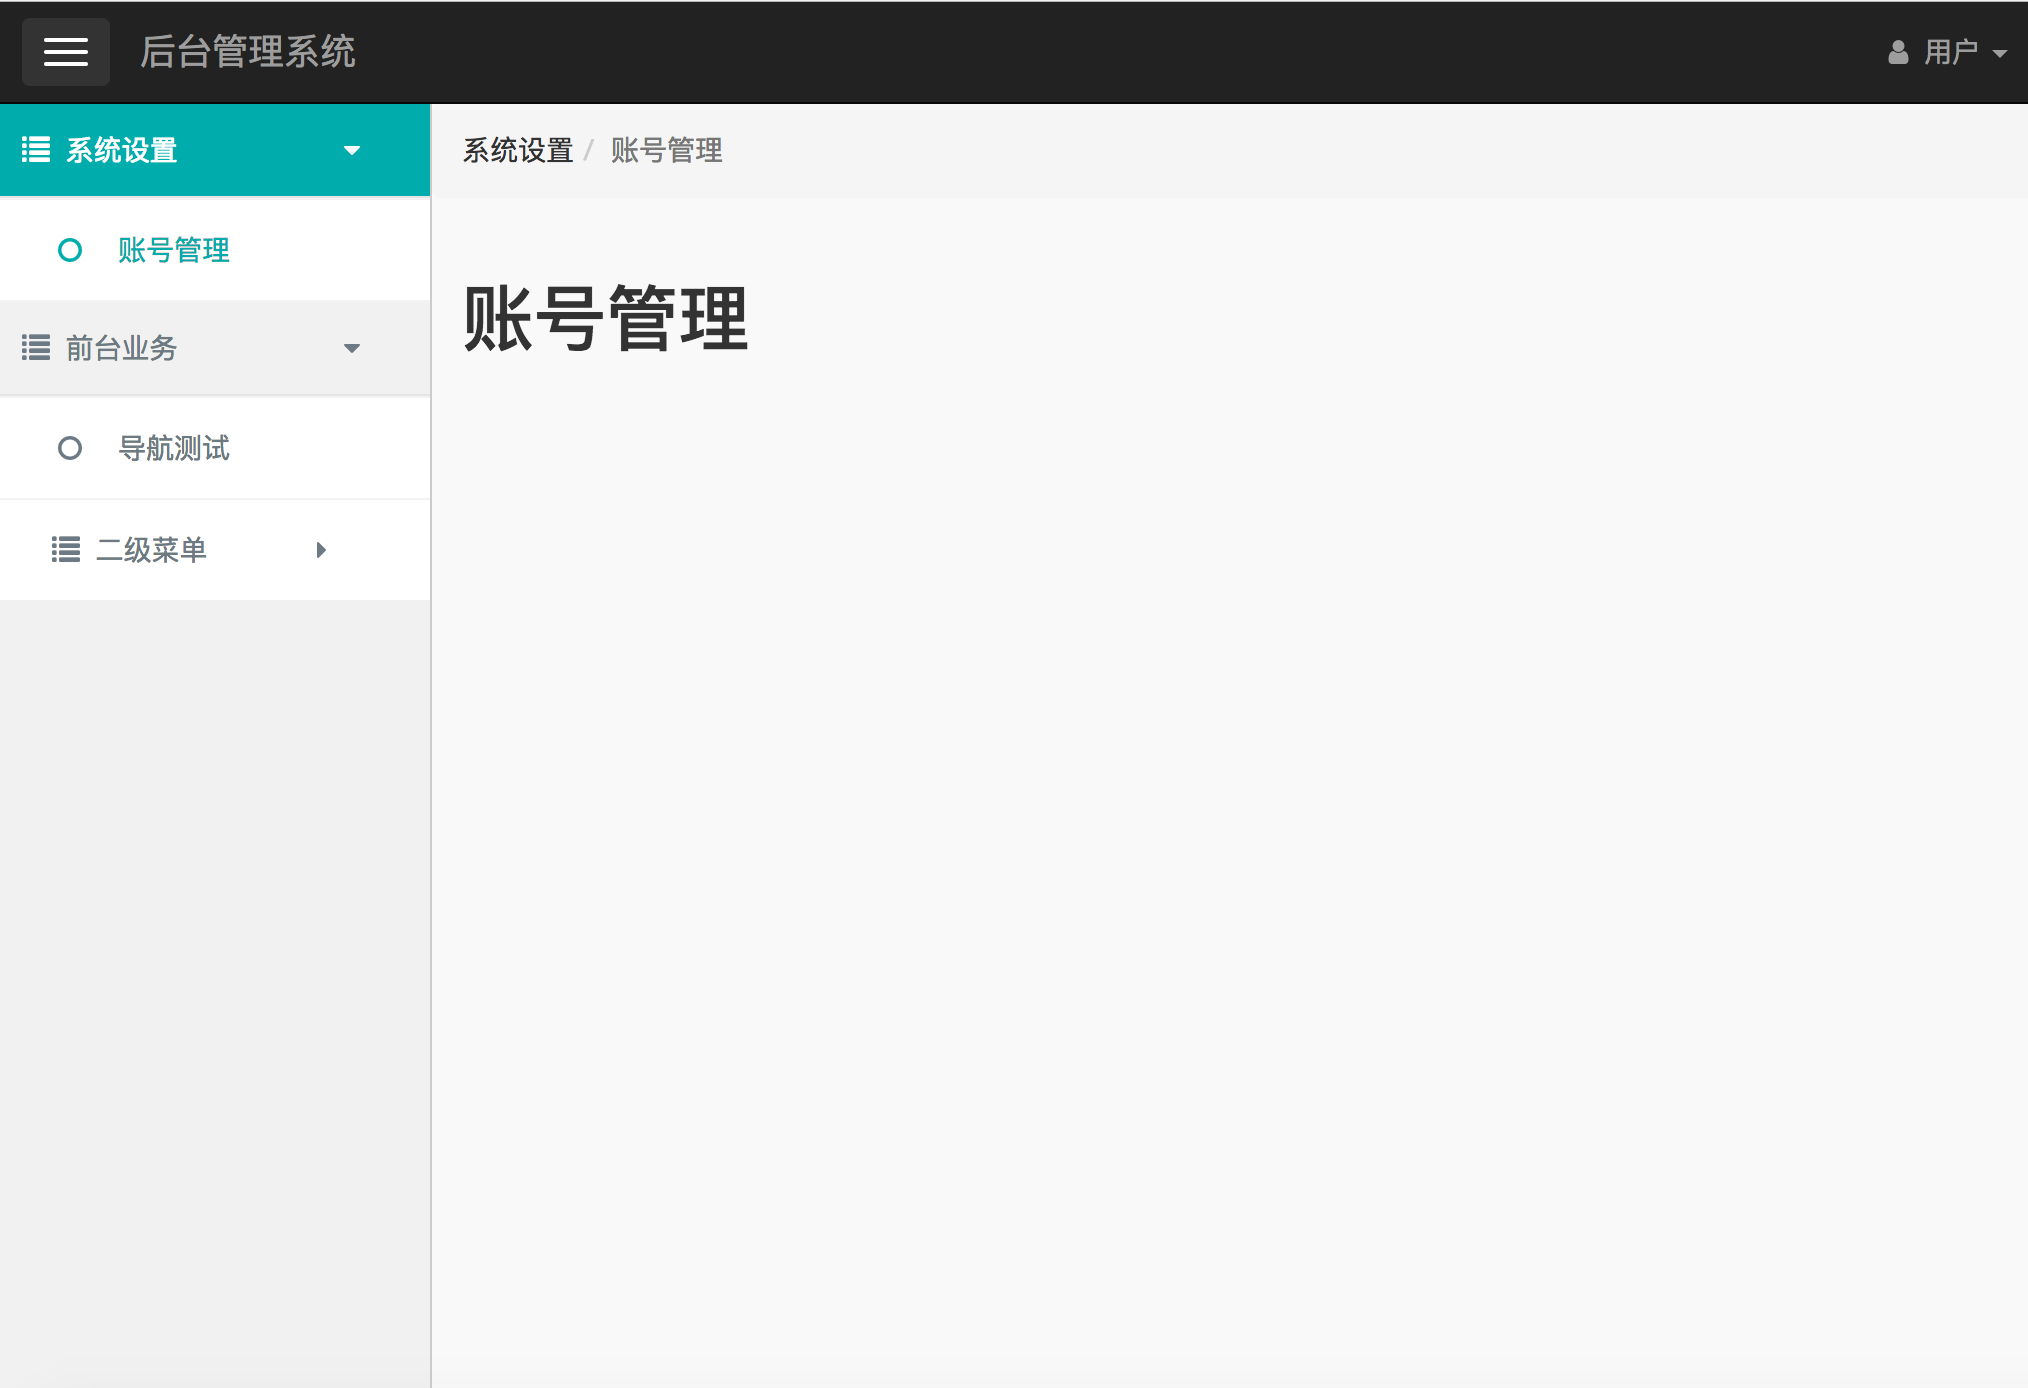 后台管理系统
用户
系统设置
系统设置 / 账号管理
账号管理
账号管理
前台业务
导航测试
二级菜单